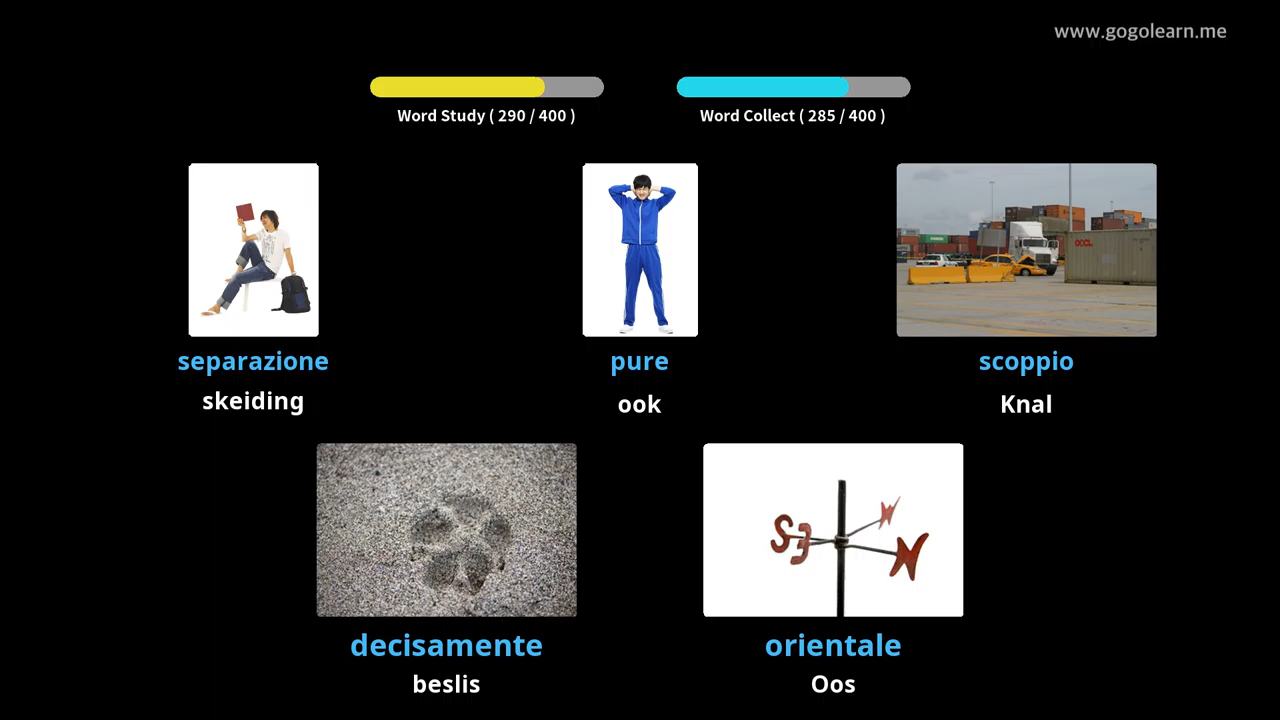 www.gogolearn.me
Word Study ( 290 / 400 )
Word Collect ( 285 / 400 )
separazione
skeiding
pure
ook
scoppio
Knal
decisamente
beslis
orientale
Oos
S
E
N